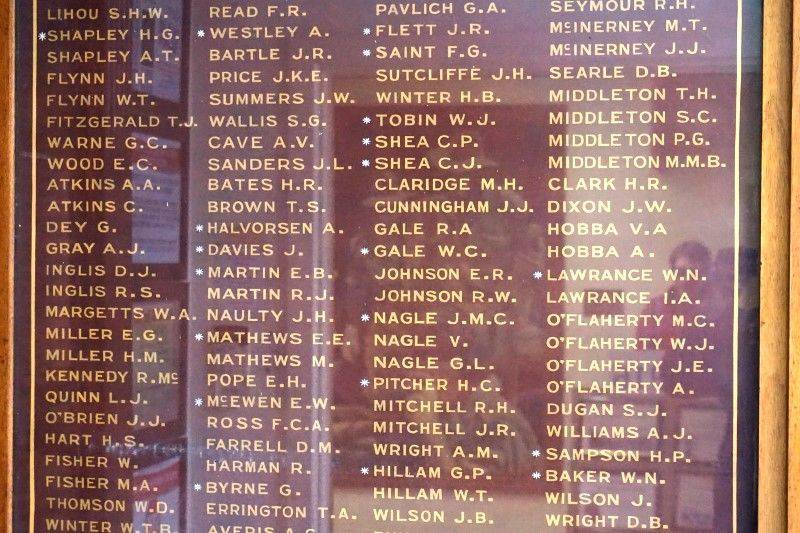 LIHOU S.H.W.
*SHAPLEY H.G.
SHAPLEY A.T.
FLYNN J.H.
FLYNN W.T.
FITZGERALD T.J.
WARNE G.C.
WOOD E.C.
ATKINS A.A.
ATKINS C.
DEY G.
GRAY A.J.
INGLIS D.J.
INGLIS R.S.
MARGETTS W.A.
MILLER E.G.
MILLER H.M.
KENNEDY R.Mc
QUINN L.J.
O'BRIEN J.J.
HART H.S.
FISHER W.
FISHER M.A.
THOMSON W.D.
WINTER W.T.B.
READ F.R.
*WESTLEY A.
BARTLE J.R.
PRICE J.K.E.
SUMMERS J.W.
WALLIS S.G.
CAVE A.V.
SANDERS J.L.
BATES H.R.
BROWN T.S.
*HALVORSEN A.
*DAVIES J.
*MARTIN E.B.
MARTIN R.J.
NAULTY J.H.
*MATHEWS E.E.
MATHEWS M.
POPE E.H.
*McEWEN E.W.
ROSS F.C.A.
FARRELL D.M.
HARMAN R.
*BYRNE G.
ERRINGTON T.A.
AVERIS A.G.
PAVLICH G.A.
*FLETT J.R.
*SAINT F.G.
SUTCLIFFE J.H.
WINTER H.B.
*TOBIN W.J.
*SHEA C.P.
*SHEA C.J.
CLARIDGE M.H.
CUNNINGHAM J.J.
GALE R.A
*GALE W.C.
JOHNSON E.R.
JOHNSON R.W.
*NAGLE J.M.C.
NAGLE V.
NAGLE G.L.
*PITCHER H.C.
MITCHELL R.H.
MITCHELL J.R.
WRIGHT A.M.
*HILLAM G.P.
HILLAM W.T.
WILSON J.B.
SEYMOUR R.H.
McINERNEY M.T.
McINERNEY J.J.
SEARLE D.B.
MIDDLETON T.H.
MIDDLETON S.C.
MIDDLETON P.G.
MIDDLETON M.M.B.
CLARK H.R.
DIXON J.W.
HOBBA V.A
HOBBA A.
*LAWRANCE W.N.
LAWRANCE I.A.
O'FLAHERTY M.C.
O'FLAHERTY W.J.
O'FLAHERTY J.E.
O'FLAHERTY A.
DUGAN S.J.
WILLIAMS A.J.
*SAMPSON H.P.
*BAKER W.N.
WILSON J.
WRIGHT D.B.